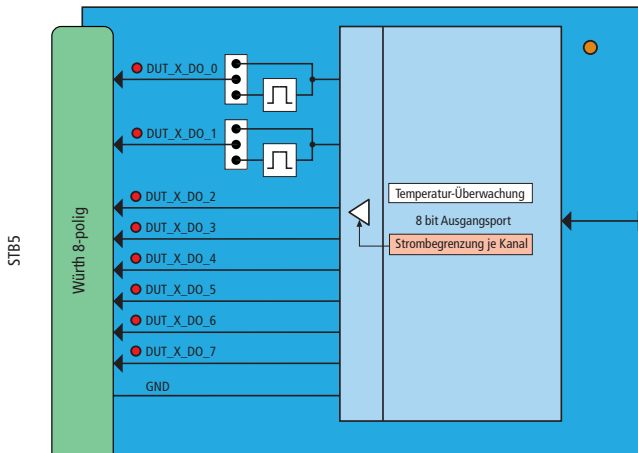 STB5
Würth 8-polig
DUT_X_DO_0
DUT_X_DO_1
DUT_X_DO_2
DUT_X_DO_3
DUT_X_DO_4
DUT_X_DO_5
DUT_X_DO_6
DUT_X_DO_7
GND
Temperatur-Überwachung
8 bit Ausgangsport
Strombegrenzung je Kanal